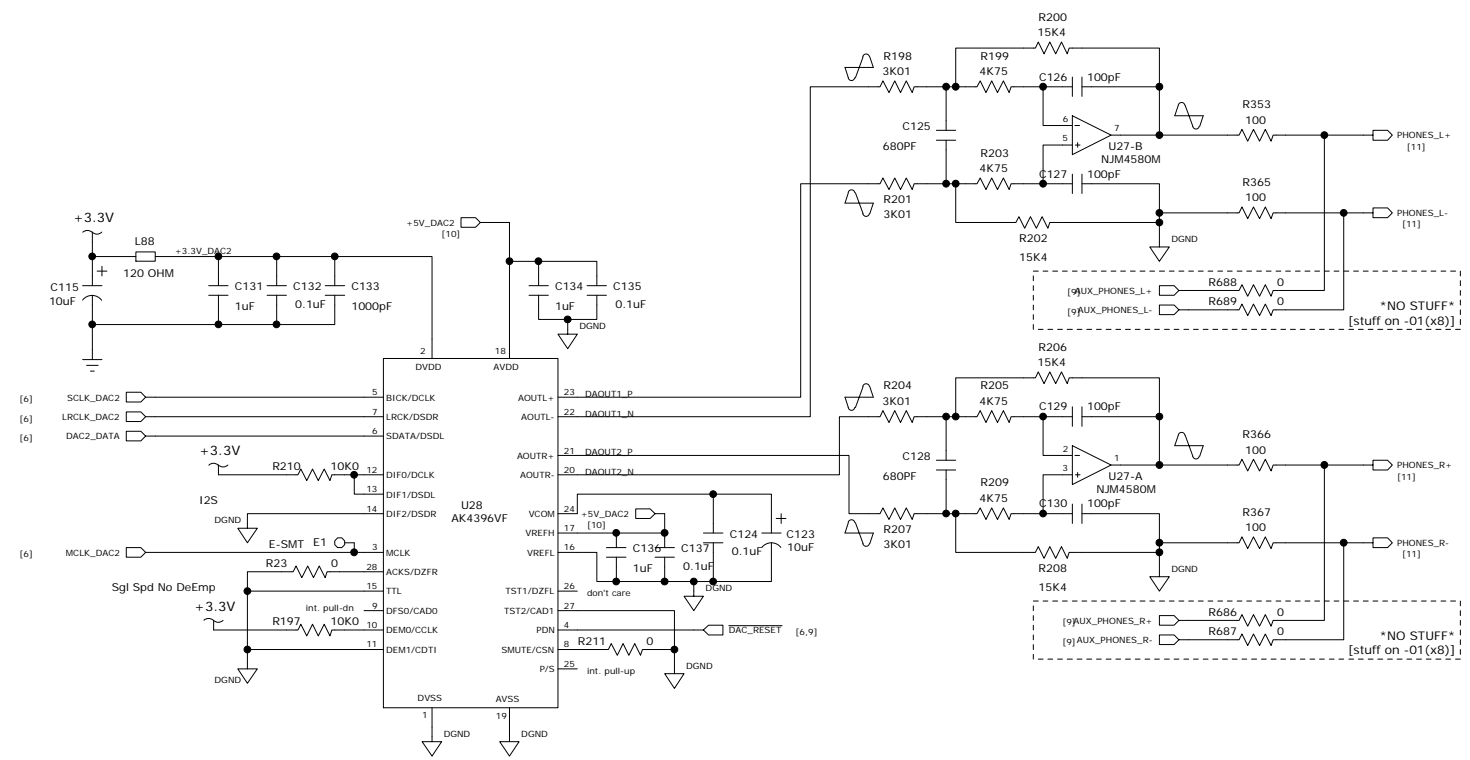 R200
15K4
R198
3K01
R199
4K75
C126
100pF
C125
680PF
6
5
7
U27-B
NJM4580M
R353
100
PHONES_L+
[11]
R203
4K75
C127
100pF
R201
3K01
R365
100
PHONES_L-
[11]
R202
15K4
DGND
+3.3V
L88
120 OHM
+3.3V_DAC2
+5V_DAC2
[10]
C115
10uF
C131
1uF
C132
0.1uF
C133
1000pF
C134
1uF
C135
0.1uF
DGND
[9]
AUX_PHONES_L+
R688
0
[9]
AUX_PHONES_L-
R689
0
*NO STUFF*
[stuff on -01(x8)]
2
DVDD
18
AVDD
[6]
SCLK_DAC2
5
BICK/DCLK
[6]
LRCLK_DAC2
7
LRCK/DSDR
[6]
DAC2_DATA
6
SDATA/DSDL
+3.3V
R210
10K0
12
DIF0/DCLK
13
DIF1/DSDL
I2S
DGND
14
DIF2/DSDR
U28
AK4396VF
[6]
MCLK_DAC2
E-SMT
E1
3
MCLK
R23
0
28
ACKS/DZFR
Sgl Spd No DeEmp
15
TTL
+3.3V
int. pull-dn
9
DFS0/CAD0
R197
10K0
10
DEM0/CCLK
11
DEM1/CDTI
DGND
AOUTL+
23
DAOUT1_P
AOUTL-
22
DAOUT1_N
AOUTR+
21
DAOUT2_P
AOUTR-
20
DAOUT2_N
VCOM
24
+5V_DAC2
[10]
VREFH
17
VREFL
16
C136
1uF
C137
0.1uF
C124
0.1uF
C123
10uF
DGND
TST1/DZFL
26
don't care
TST2/CAD1
27
PDN
4
DAC_RESET
[6,9]
SMUTE/CSN
8
R211
0
P/S
25
int. pull-up
DGND
DVSS
1
DGND
AVSS
19
DGND
R206
15K4
R204
3K01
R205
4K75
C129
100pF
C128
680PF
2
3
1
U27-A
NJM4580M
R366
100
PHONES_R+
[11]
R209
4K75
C130
100pF
R207
3K01
R367
100
PHONES_R-
[11]
R208
15K4
DGND
[9]
AUX_PHONES_R+
R686
0
[9]
AUX_PHONES_R-
R687
0
*NO STUFF*
[stuff on -01(x8)]